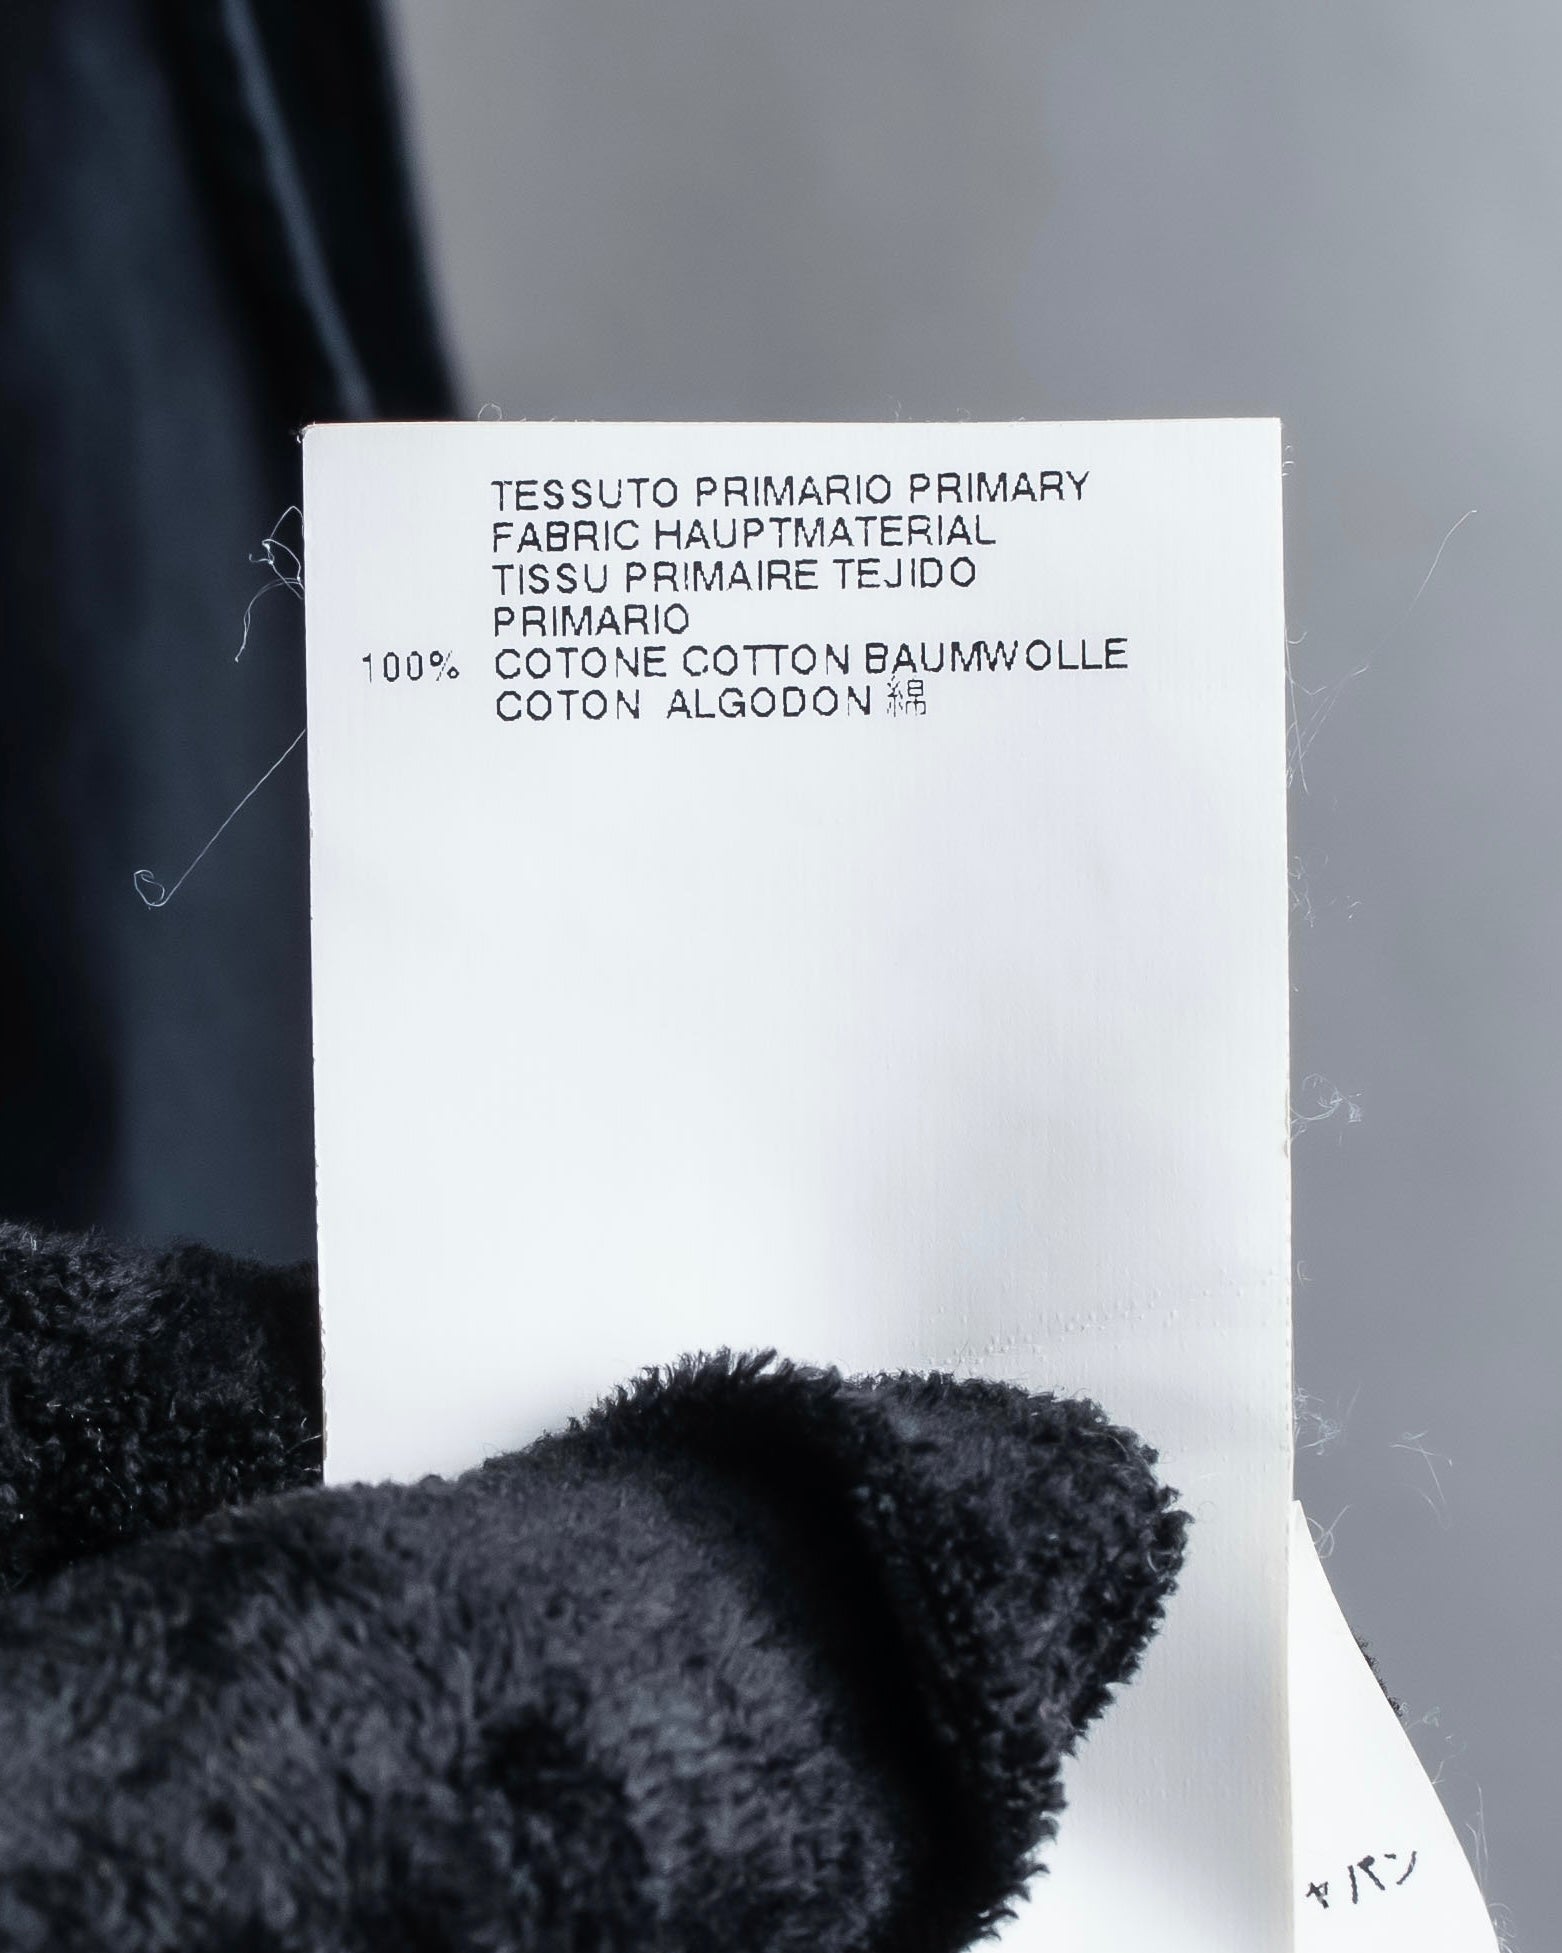 TESSUTO PRIMARIO PRIMARY
FABRIC HAUPTMATERIAL
TISSU PRIMAIRE TEJIDO
PRIMARIO
100% COTONE COTTON BAUMWOLLE
COTON ALGODON 綿
ャパン